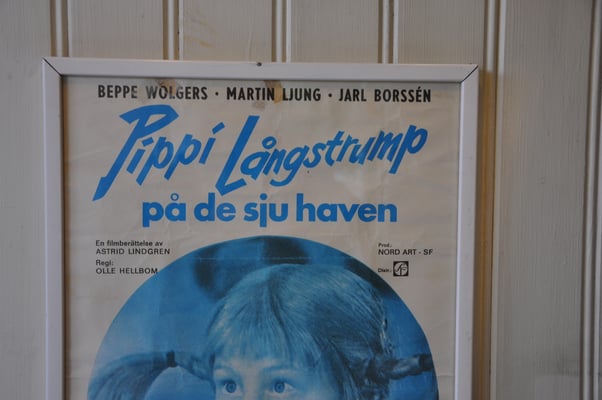 BEPPE WOLGERS · MARTIN LJUNG · JARL BORSSÉN
Pippi Långstrump
på de sju haven
En filmberättelse av
ASTRID LINDGREN
Regi:
OLLE HELLBOM
Prod.:
NORD ART - SF
Distr.: SF